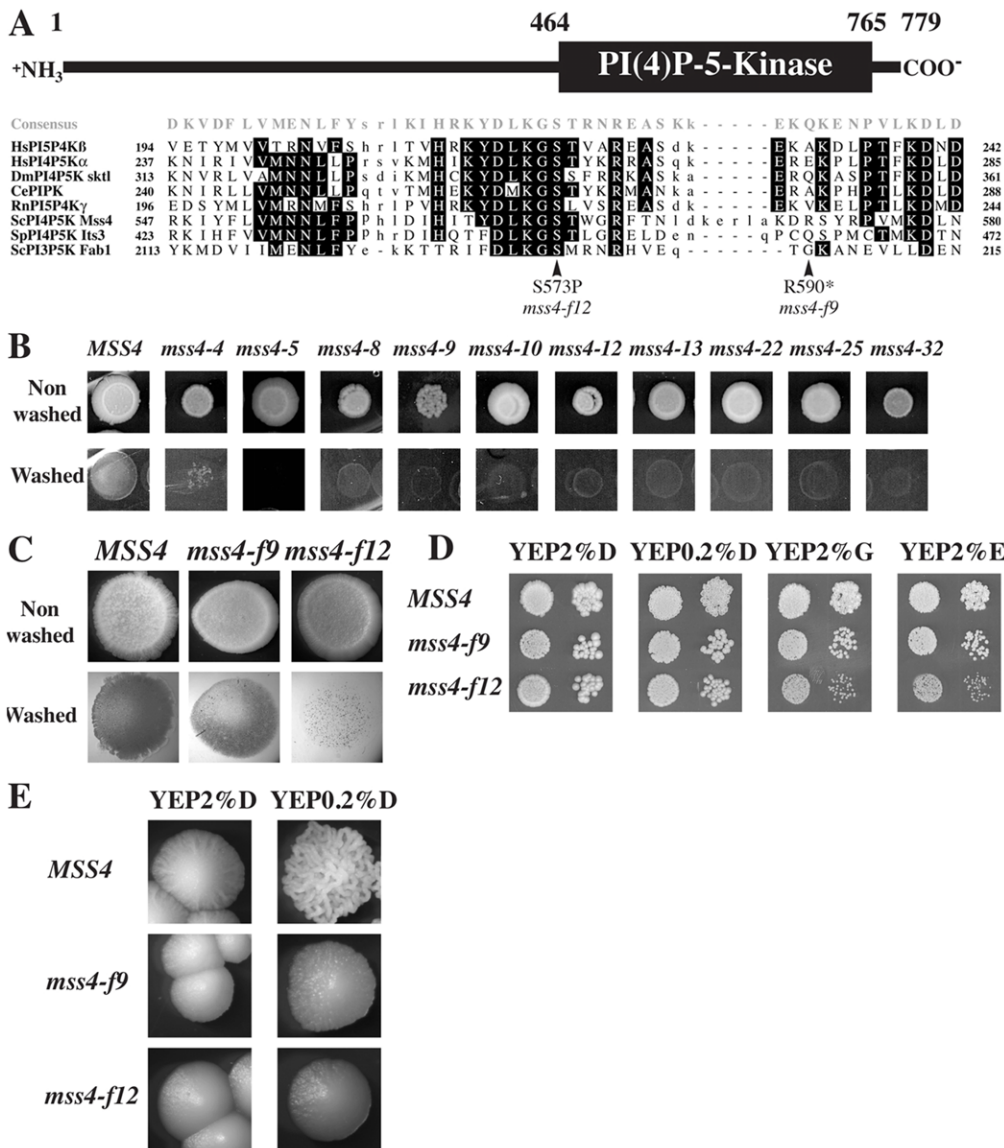 A 1 464 765 779
+NH3 PI(4)P-5-Kinase COO-
Consensus D K V D F L V M E N L F Y s r l K I H R K Y D L K G S T R N R E A S K k - - - - - E K Q K E N P V L K D L D
HsPI5P4Kß 194 V E T Y M V V T R N V F S h r l T V H R K Y D L K G S T V A R E A S d k - - - - - E K A K D L P T F K D N D 242
HsPI4P5Kα 237 K N I R I V V M N N L L P r s v K M H I K Y D L K G S T Y K R R A S q k - - - - - E R E K P L P T F K D L D 285
DmPI4P5K sktl 313 K N V R L V A M N N L L P s d i K M H C K Y D L K G S S F R R K A S k a - - - - - E R Q K A S P T F K D L D 361
CePIPK 240 K N I R L L V M N N L L P q t v T M H E K Y D M K G S T Y K R M A N k a - - - - - E R A K A S P T F K D L D 288
RnPI5P4Kγ 196 E D S Y M L V M R N M F S h r l P V H R K Y D L K G S L V S R E A S d k - - - - - E K V K E L P T L K D M D 244
ScPI4P5K Mss4 547 R K I Y F L V M N N L F P p h l D I H I T Y D L K G S T W G R F T N l d k e r l a K D R S Y R P V M K D L N 580
SpPI4P5K Its3 423 R K I H F V V M N N L F P p h r D I H Q T F D L K G S T L G R E L D e n - - - - q P C Q S P M C T M K D T N 472
ScPI3P5K Fab1 2113 Y K M D V I I M E N L F Y e - k K T T R I F D L K G S M R N R H V E q - - - - - - T G K A N E V L L D E N 215
S573P R590*
mss4-f12 mss4-f9
B MSS4 mss4-4 mss4-5 mss4-8 mss4-9 mss4-10 mss4-12 mss4-13 mss4-22 mss4-25 mss4-32
Non
washed
Washed
C MSS4 mss4-f9 mss4-f12
Non
washed
Washed
D YEP2%D YEP0.2%D YEP2%G YEP2%E
MSS4
mss4-f9
mss4-f12
E YEP2%D YEP0.2%D
MSS4
mss4-f9
mss4-f12